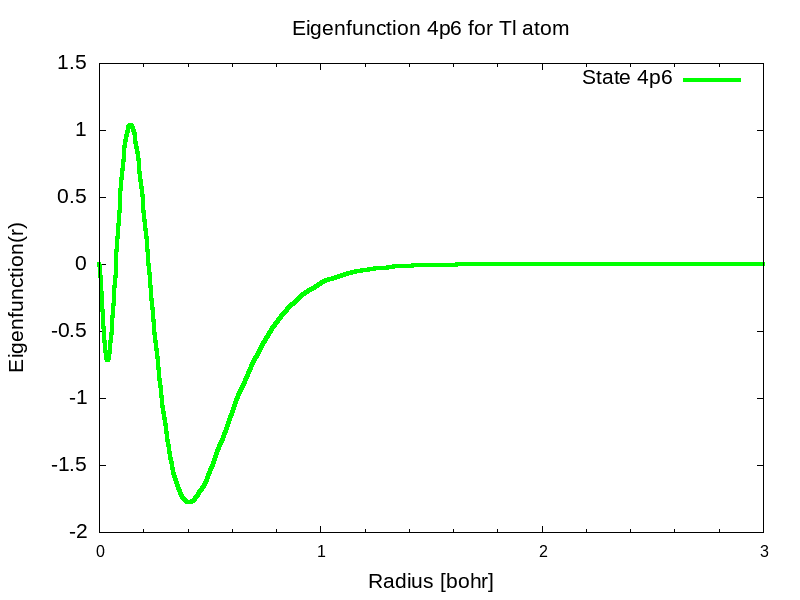 Eigenfunction 4p6 for Tl atom
State 4p6
1.5
1
0.5
0
-0.5
-1
-1.5
-2
Eigenfunction(r)
0 1 2 3
Radius [bohr]